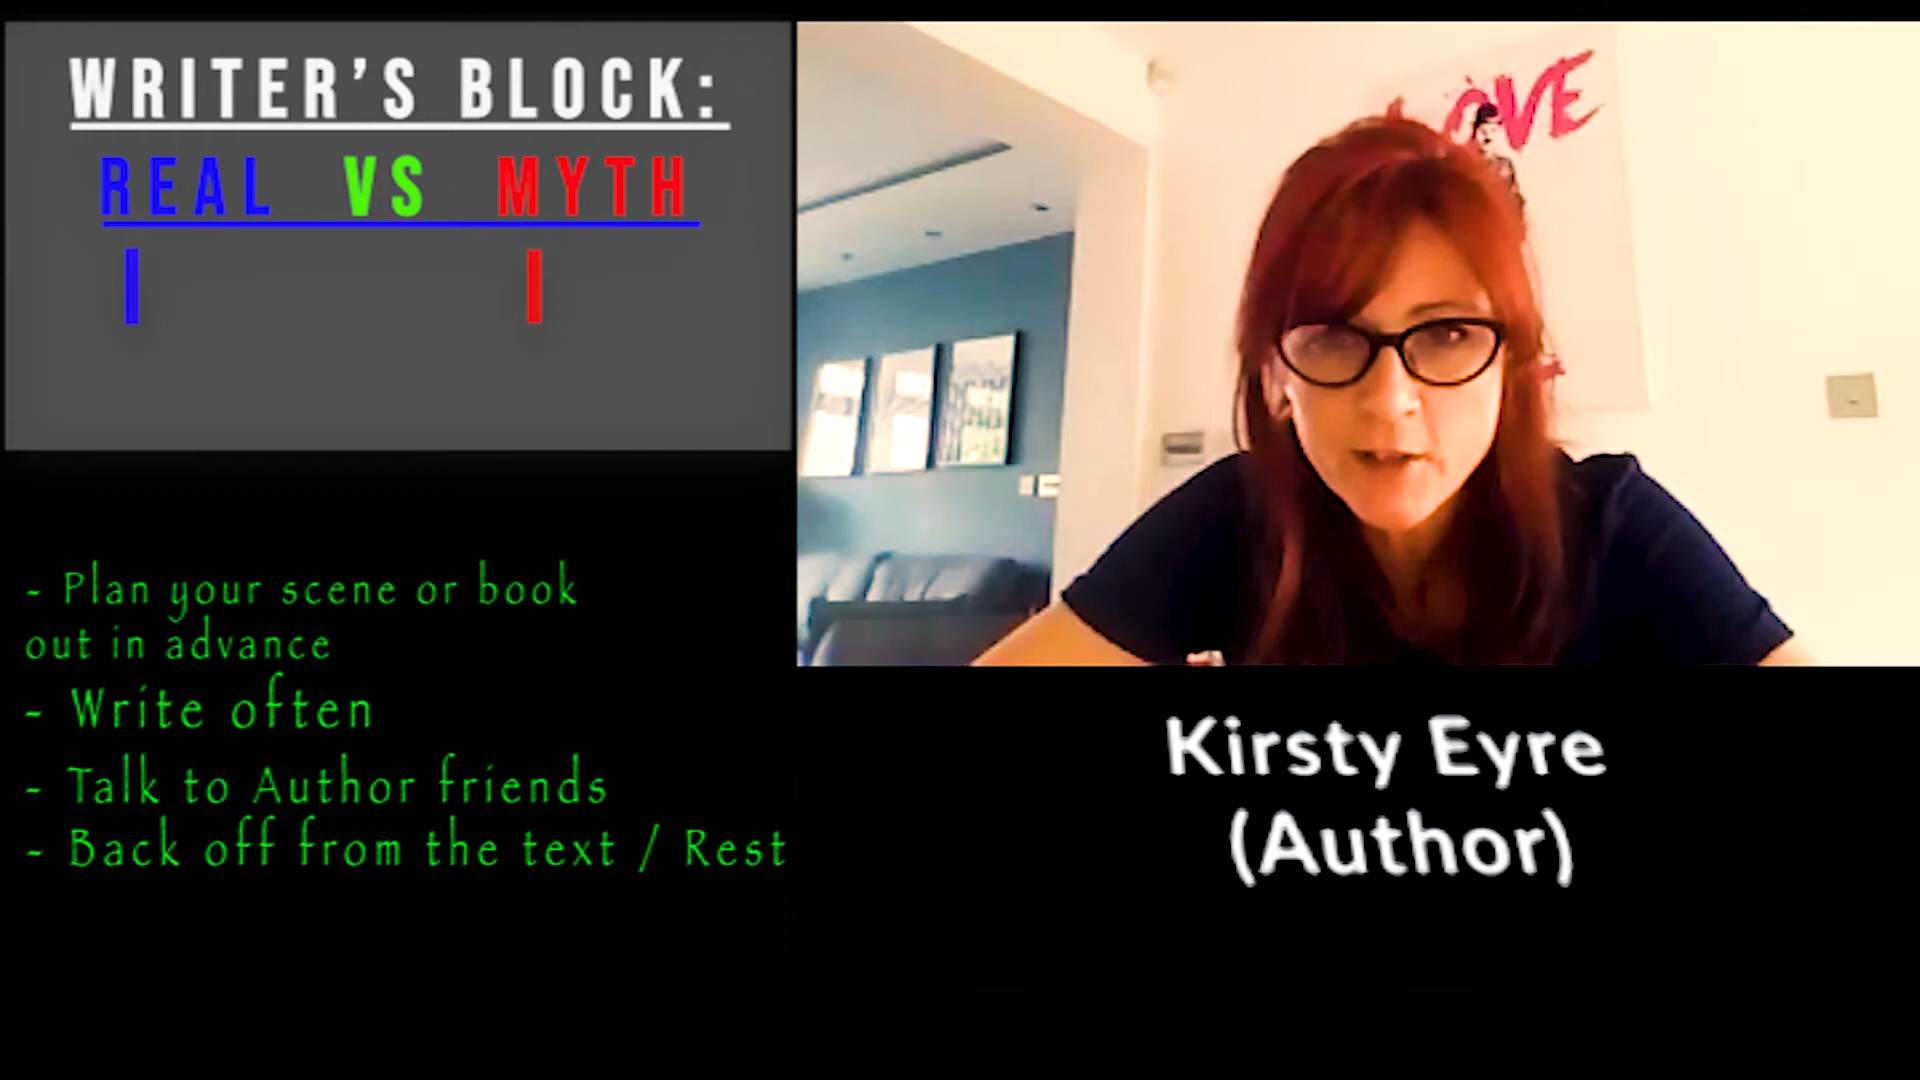 WRITER'S BLOCK:
REAL VS MYTH
I I
- Plan your scene or book
out in advance
- Write often
- Talk to Author friends
- Back off from the text / Rest
LOVE
Kirsty Eyre
(Author)